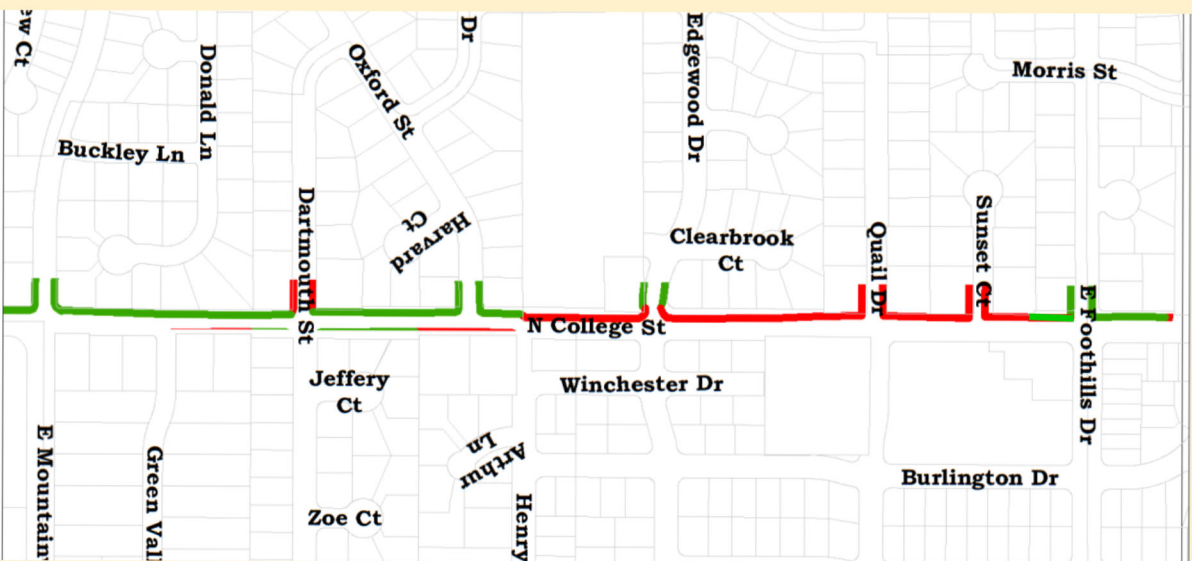 ew Ct
Donald Ln
Oxford St
Dr
Edgewood Dr
Morris St
Buckley Ln
Dartmouth St
Harvard
Ct
Clearbrook
Ct
Quail Dr
Sunset Ct
E Foothills Dr
N College St
Jeffery
Ct
Winchester Dr
E Mountain
Green Val
Arthur
Ln
Burlington Dr
Zoe Ct
Henry